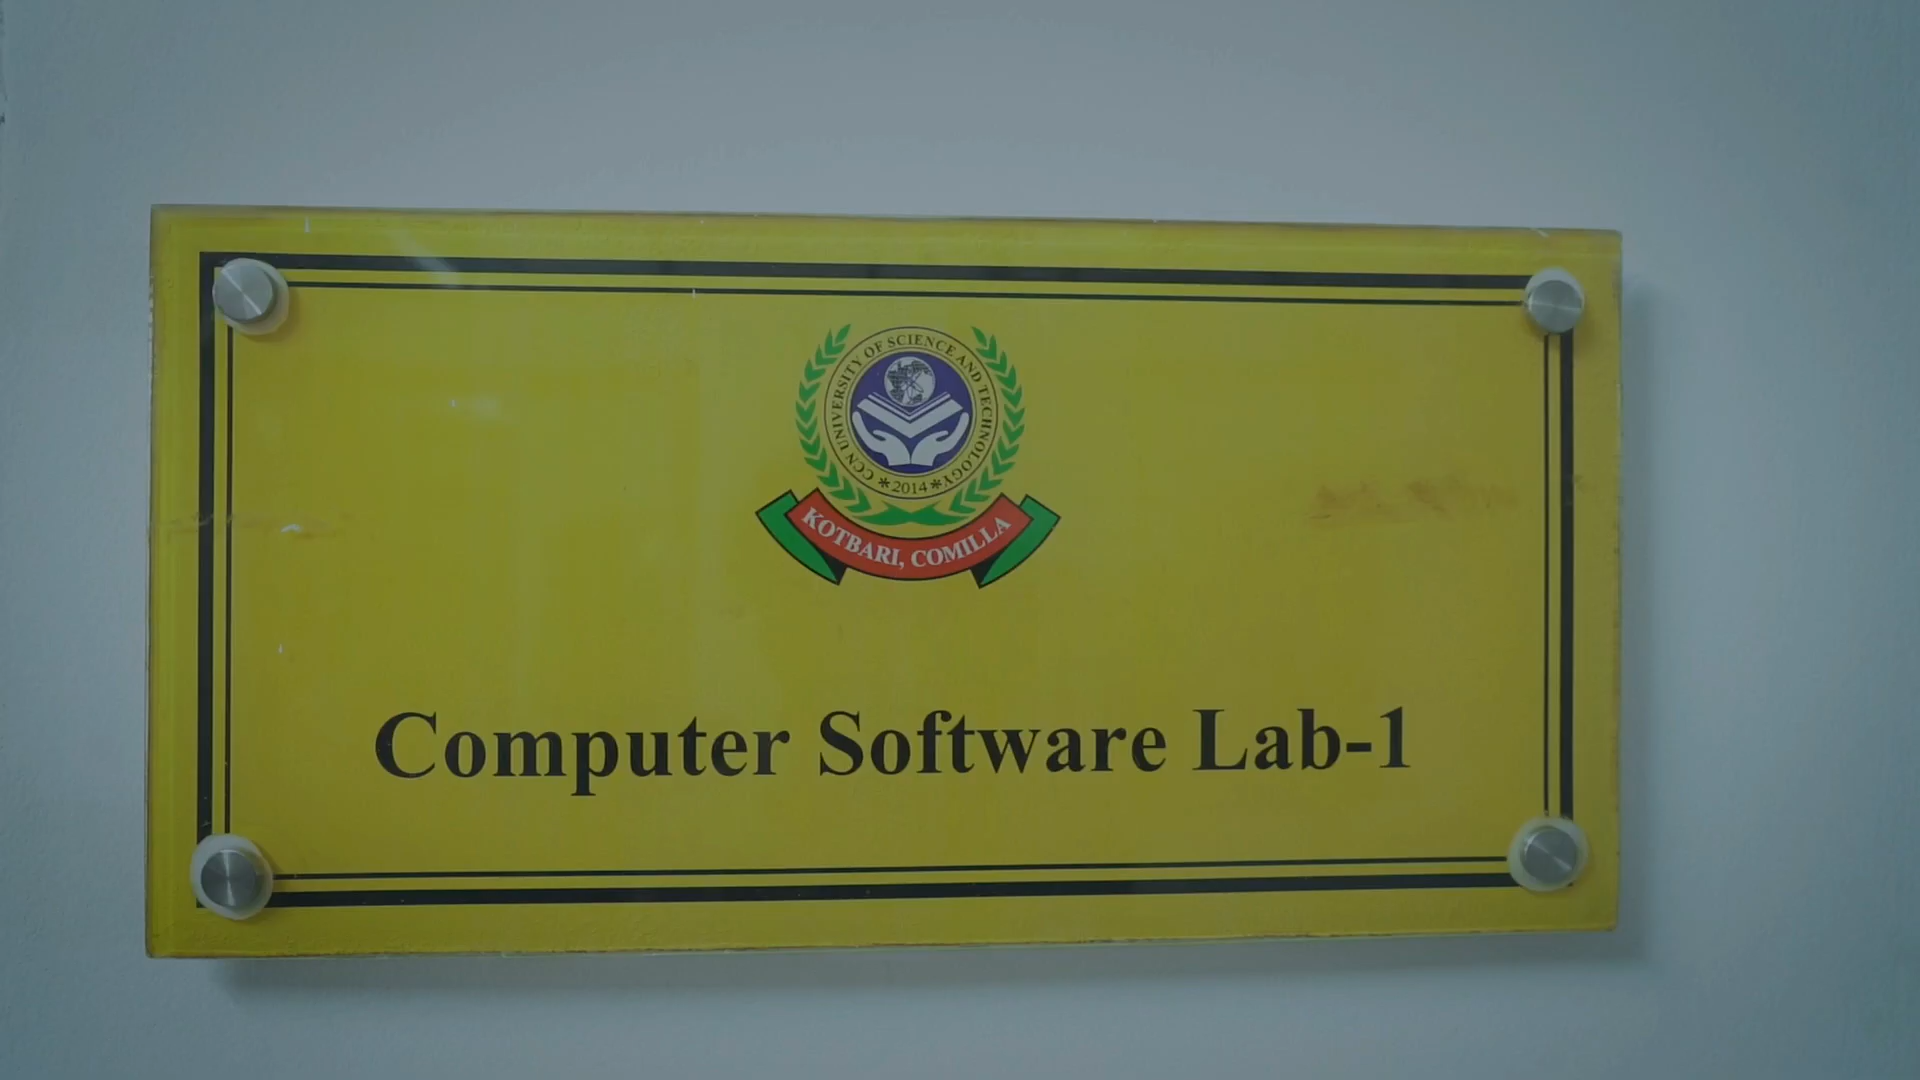 CCN UNIVERSITY OF SCIENCE AND TECHNOLOGY
* 2014 *
KOTBARI, COMILLA
Computer Software Lab-1